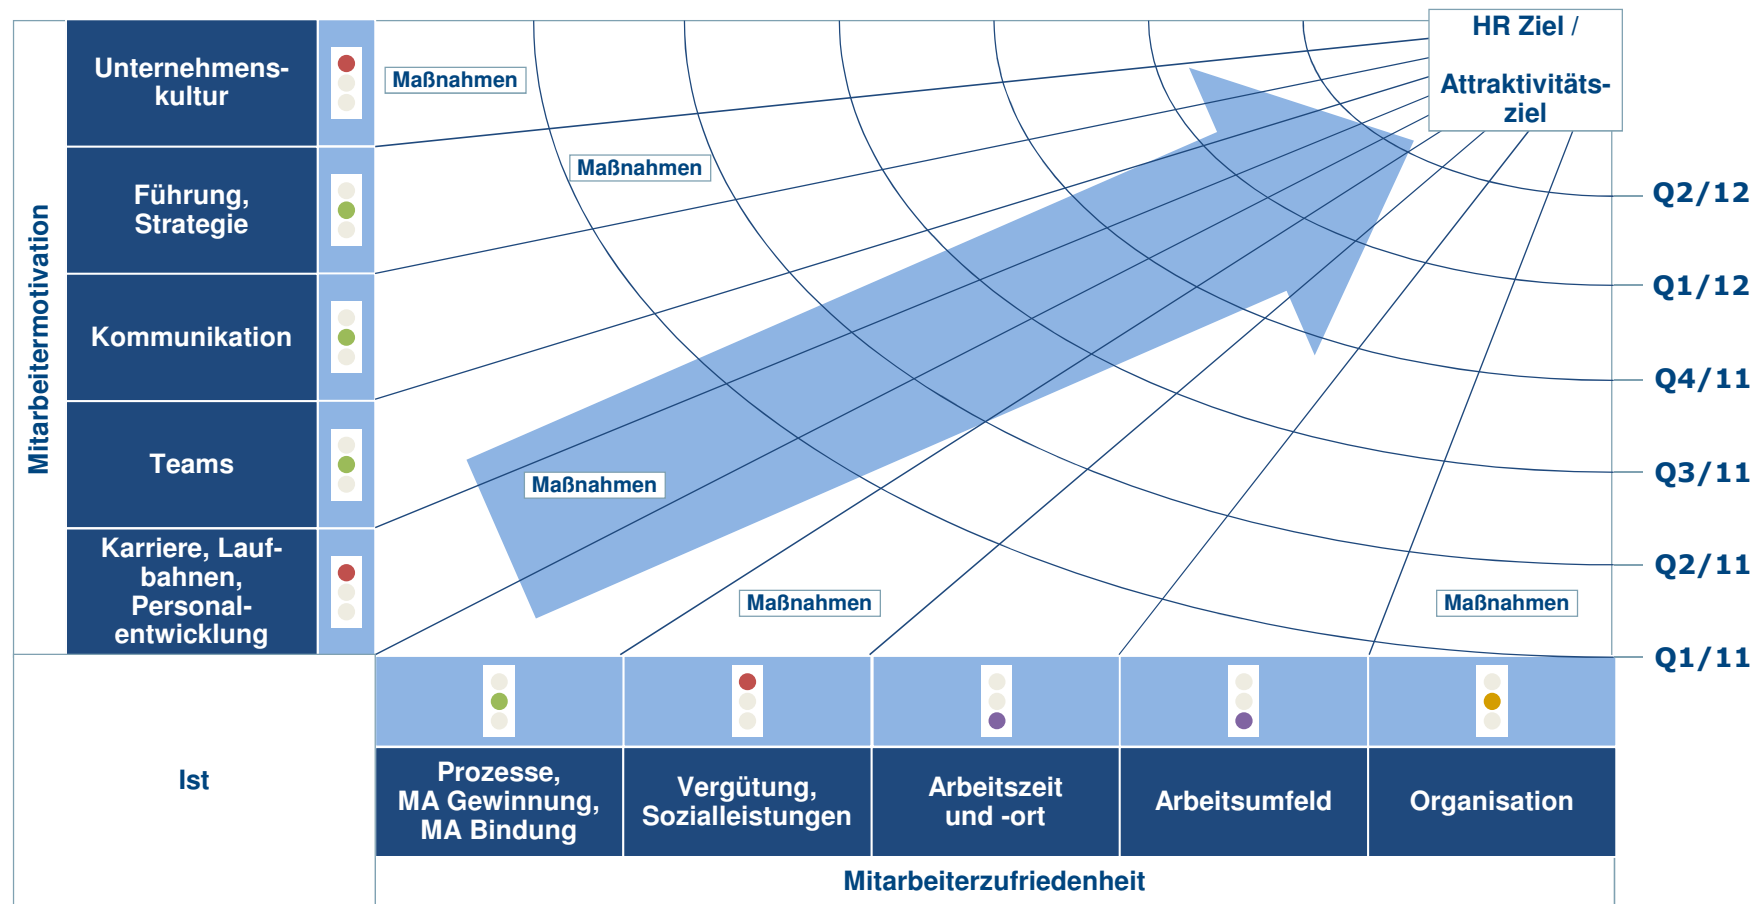 HR Ziel /
Attraktivitäts-
ziel
Mitarbeitermotivation
Unternehmens-
kultur
Maßnahmen
Führung,
Strategie
Maßnahmen
Kommunikation
Teams
Maßnahmen
Karriere, Lauf-
bahnen,
Personal-
entwicklung
Maßnahmen
Maßnahmen
Q2/12
Q1/12
Q4/11
Q3/11
Q2/11
Q1/11
Ist
Prozesse,
MA Gewinnung,
MA Bindung
Vergütung,
Sozialleistungen
Arbeitszeit
und -ort
Arbeitsumfeld
Organisation
Mitarbeiterzufriedenheit